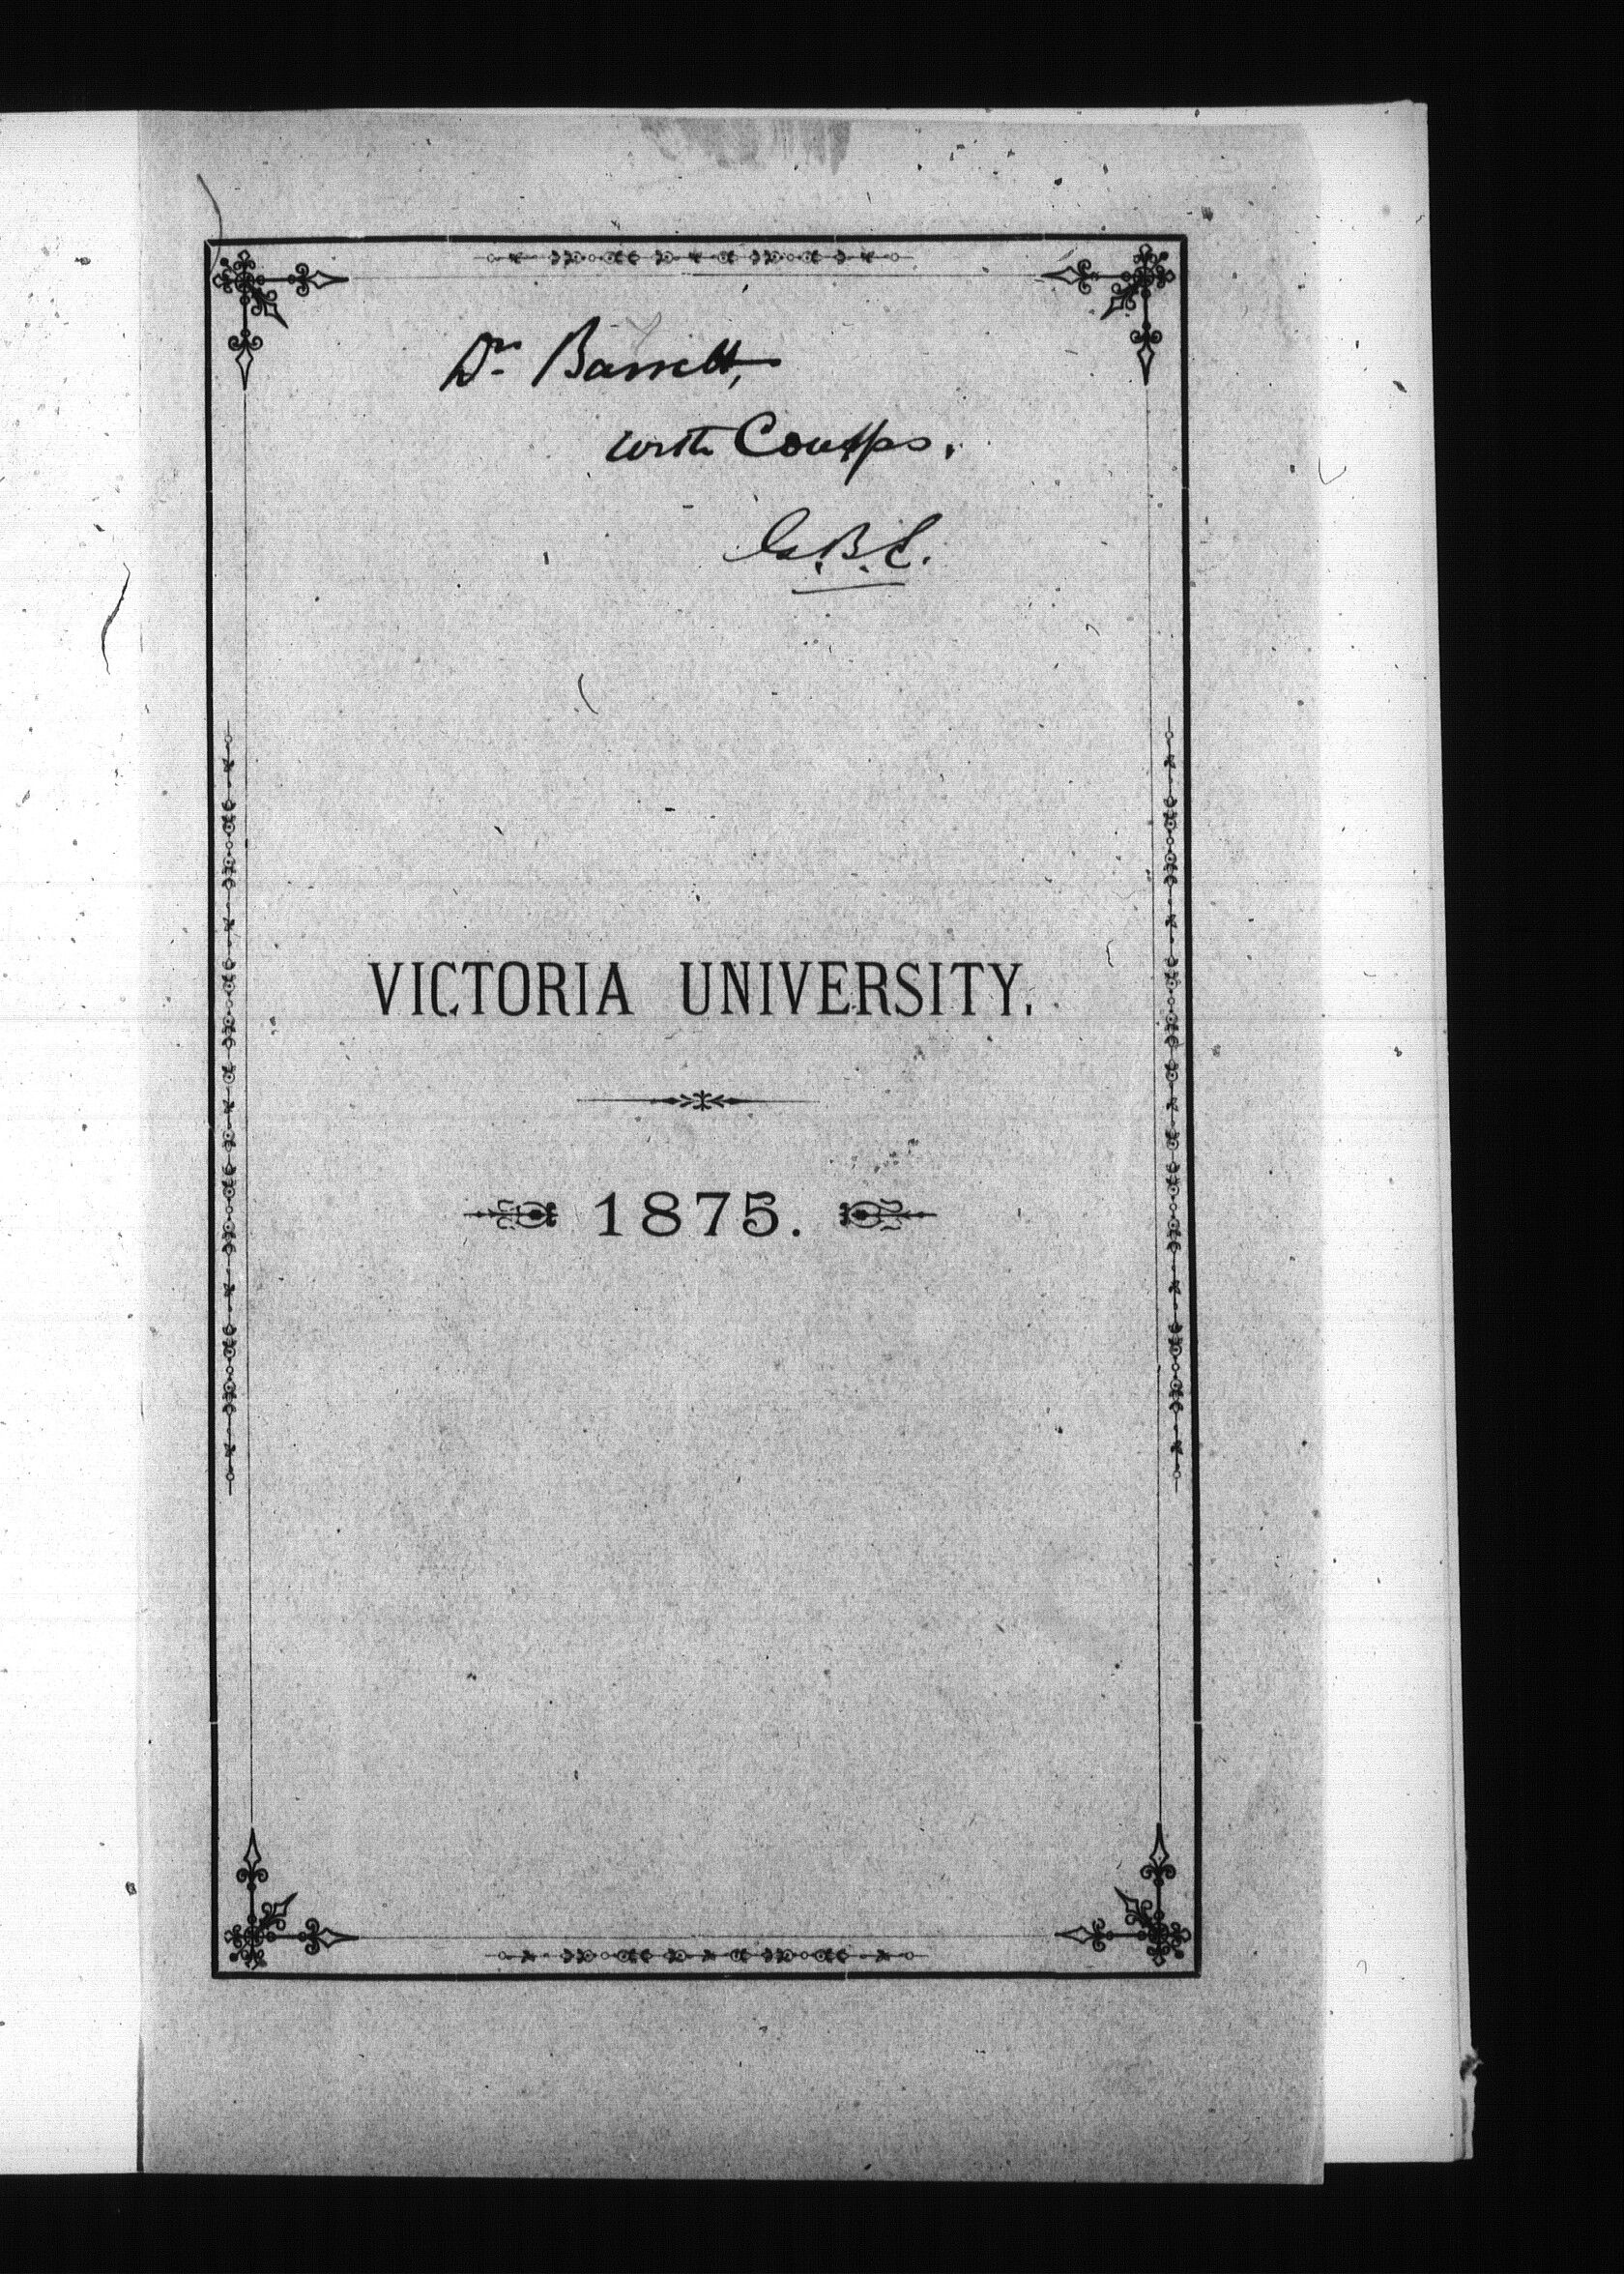 Dr. Barrett,
with Compts.
G.B.C.
VICTORIA UNIVERSITY.
1875.